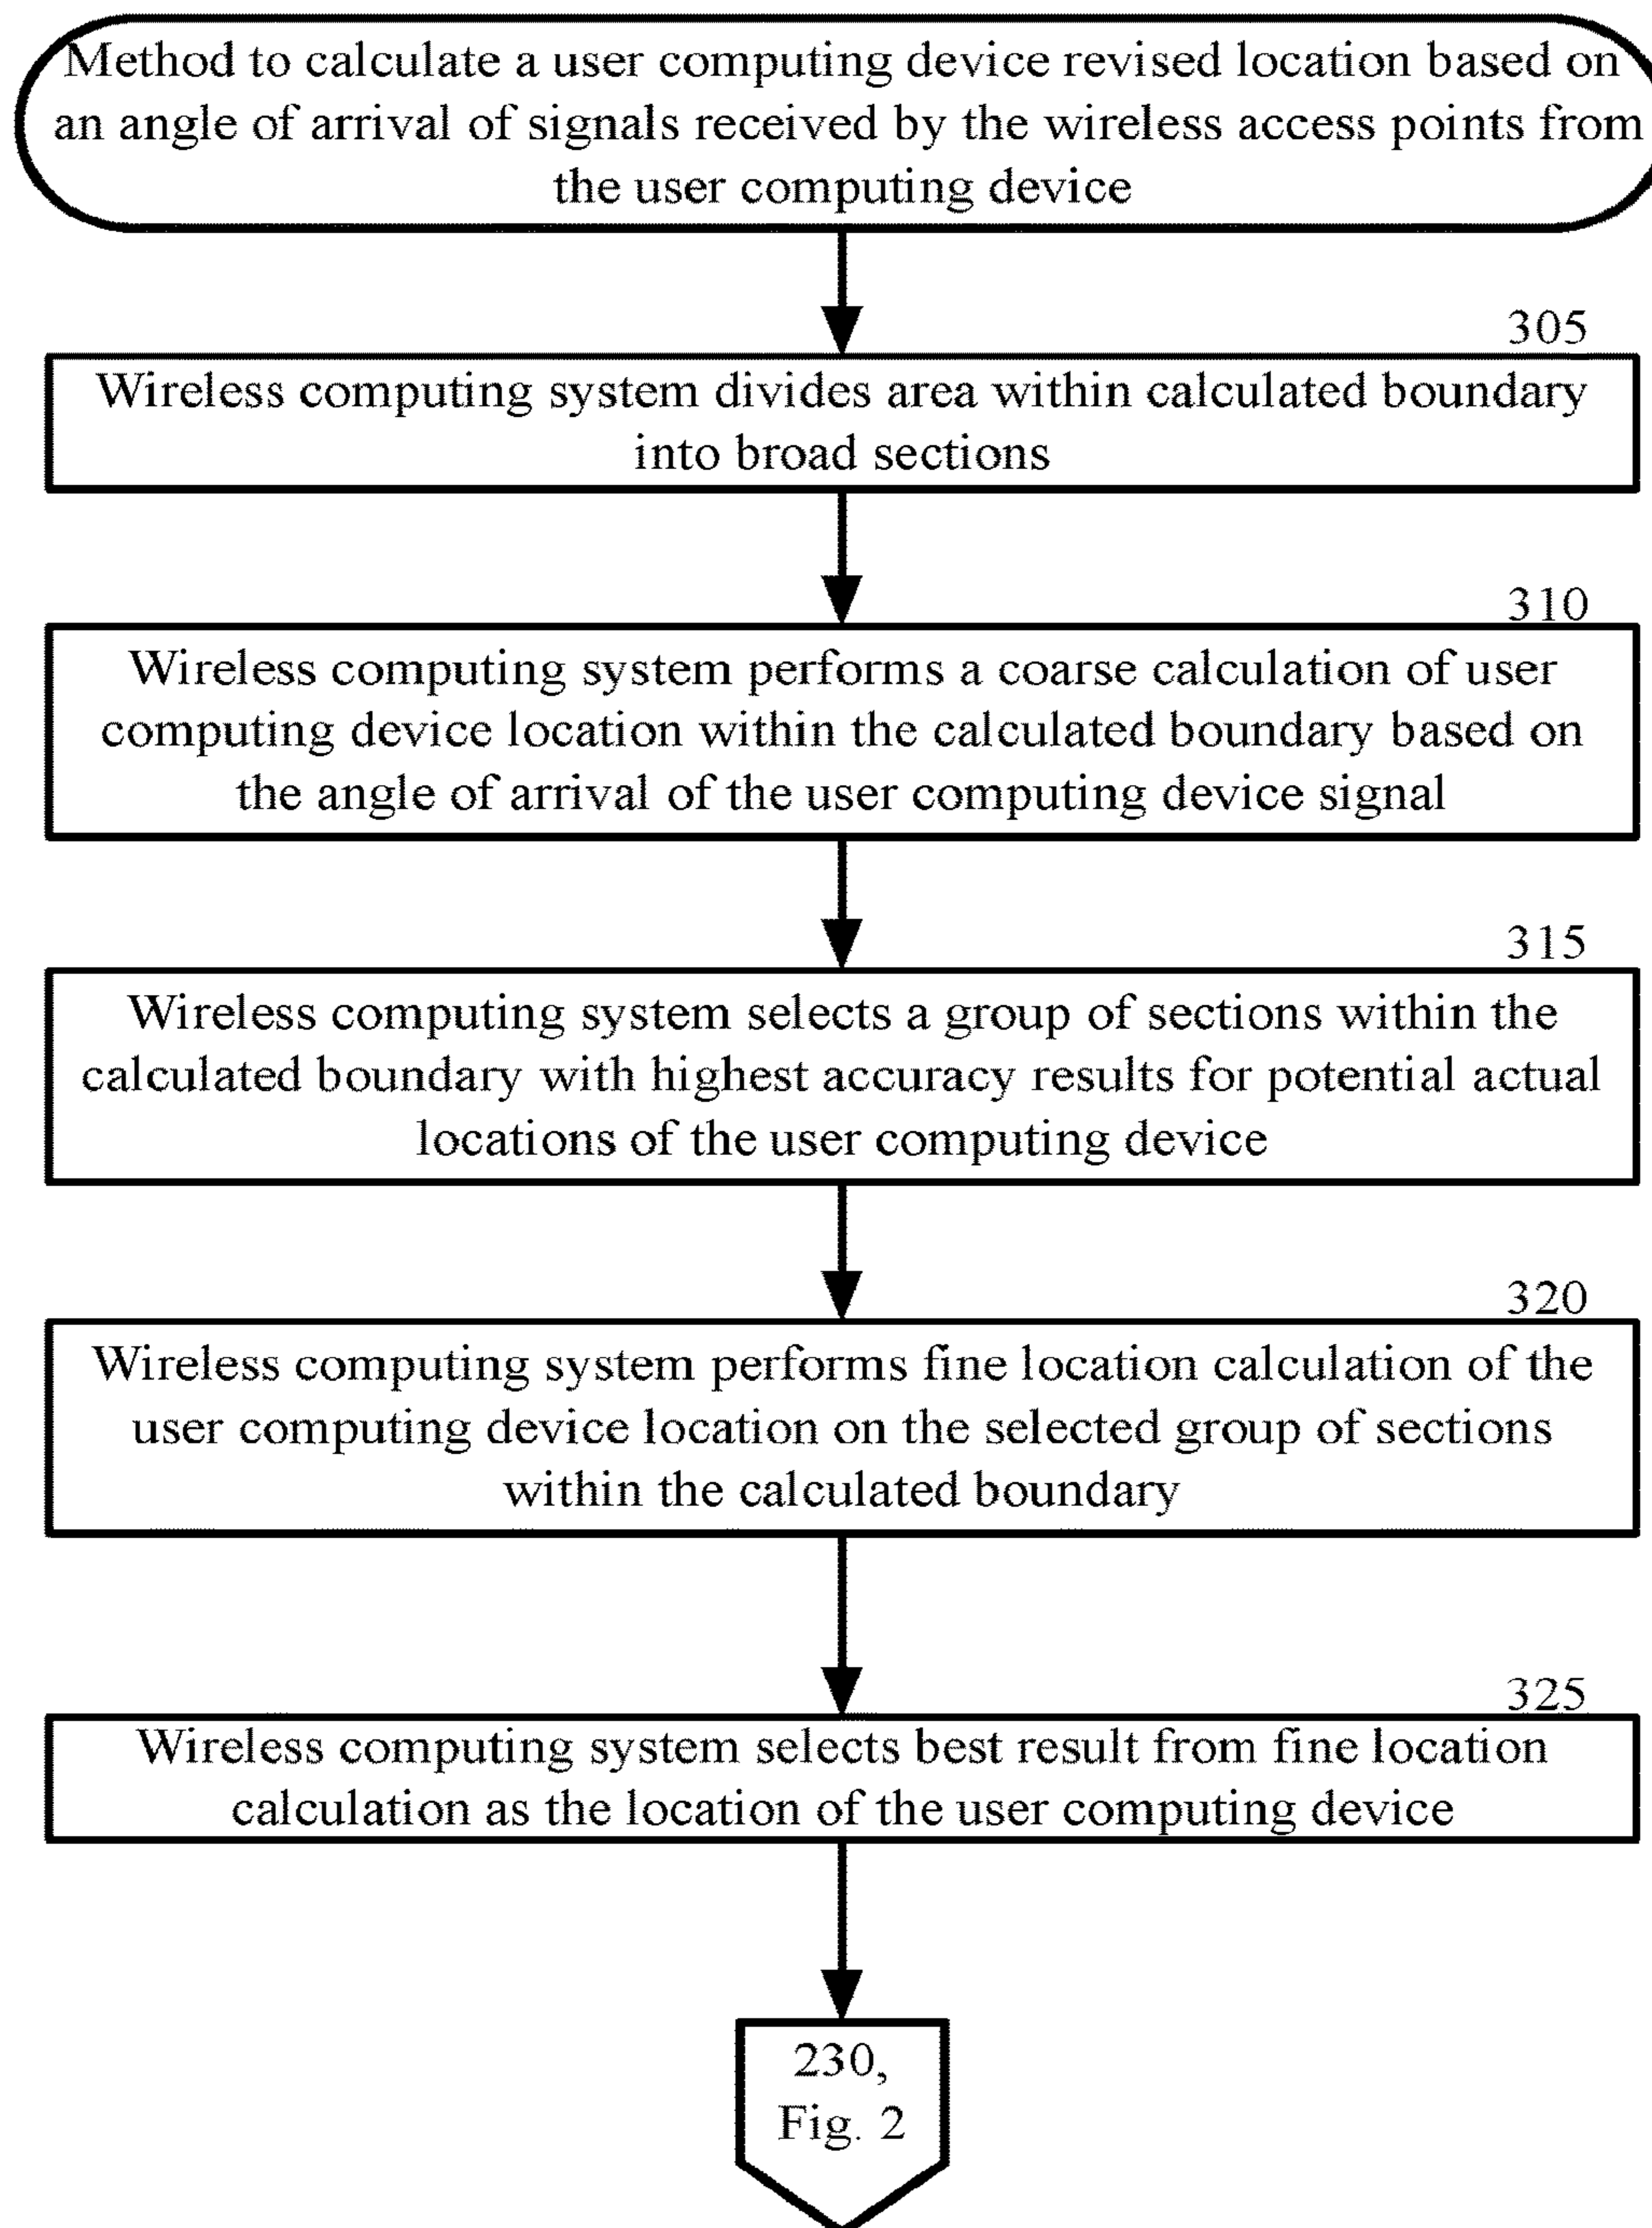 Method to calculate a user computing device revised location based on
an angle of arrival of signals received by the wireless access points from
the user computing device
305
Wireless computing system divides area within calculated boundary
into broad sections
310
Wireless computing system performs a coarse calculation of user
computing device location within the calculated boundary based on
the angle of arrival of the user computing device signal
315
Wireless computing system selects a group of sections within the
calculated boundary with highest accuracy results for potential actual
locations of the user computing device
320
Wireless computing system performs fine location calculation of the
user computing device location on the selected group of sections
within the calculated boundary
325
Wireless computing system selects best result from fine location
calculation as the location of the user computing device
230,
Fig. 2